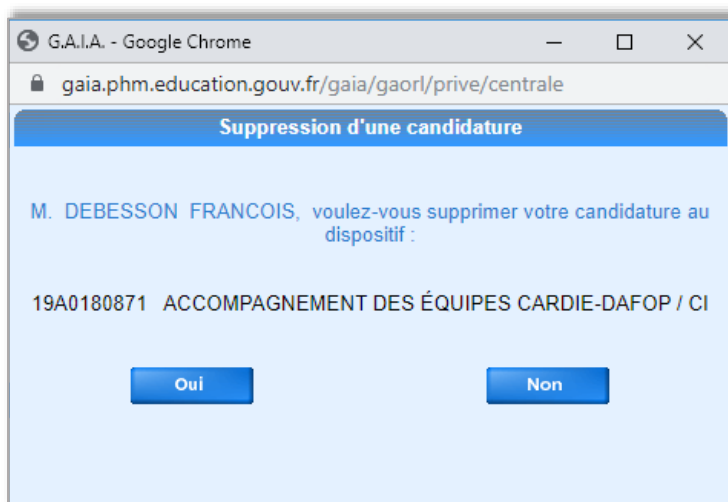 G.A.I.A. - Google Chrome
gaia.phm.education.gouv.fr/gaia/gaorl/prive/centrale
Suppression d'une candidature
M. DEBESSON FRANCOIS, voulez-vous supprimer votre candidature au
dispositif :
19A0180871 ACCOMPAGNEMENT DES ÉQUIPES CARDIE-DAFOP / CI
Oui Non